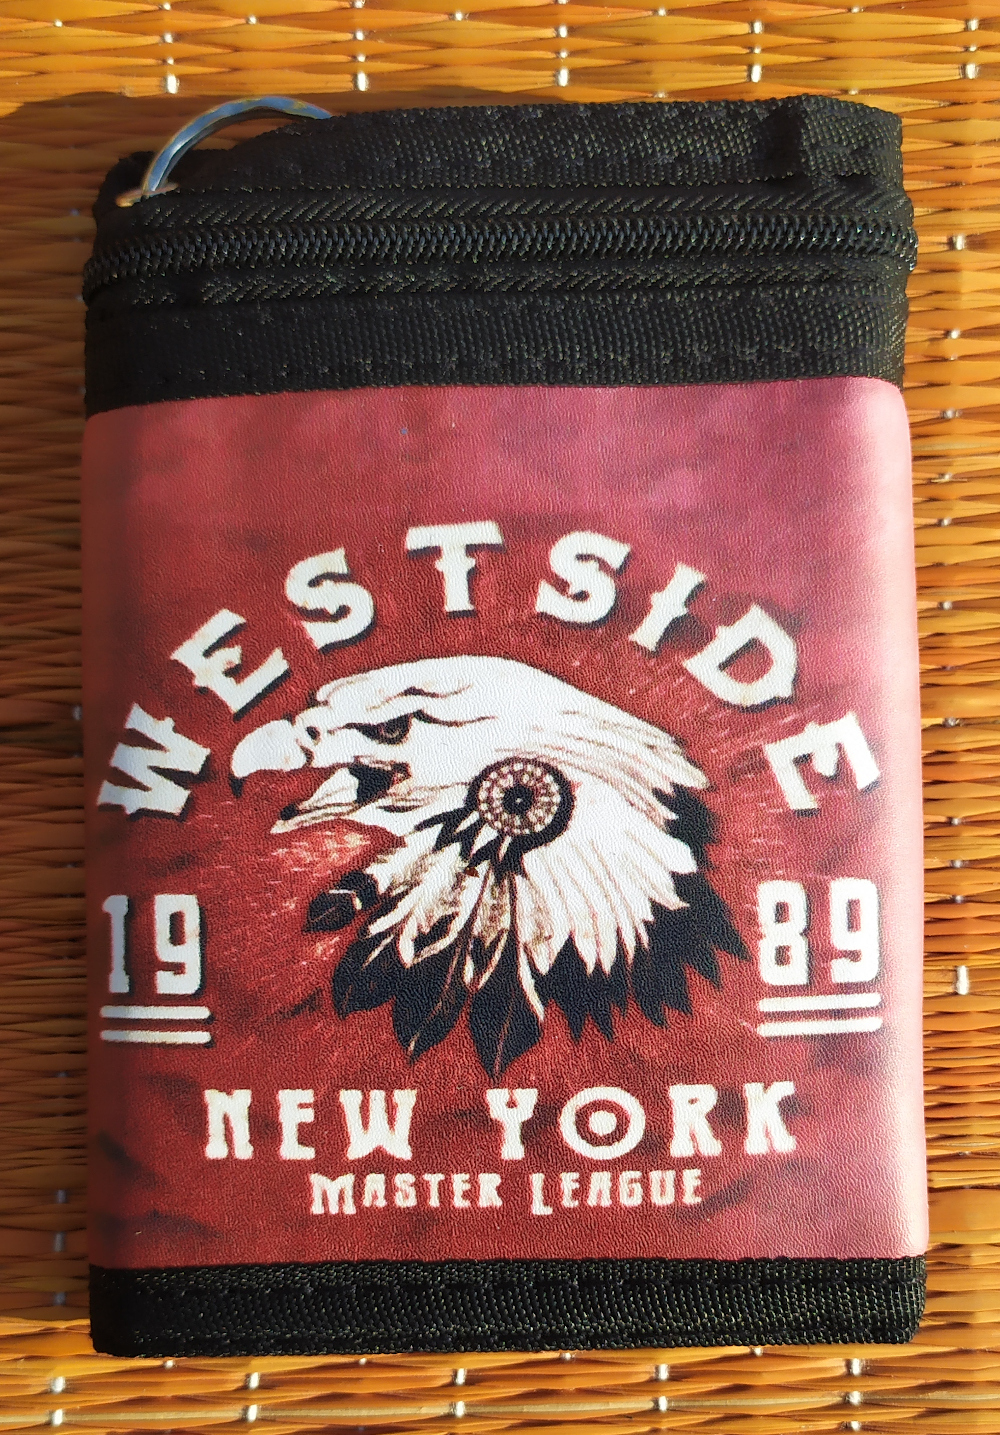 WESTSIDE
19 89
NEW YORK
MASTER LEAGUE